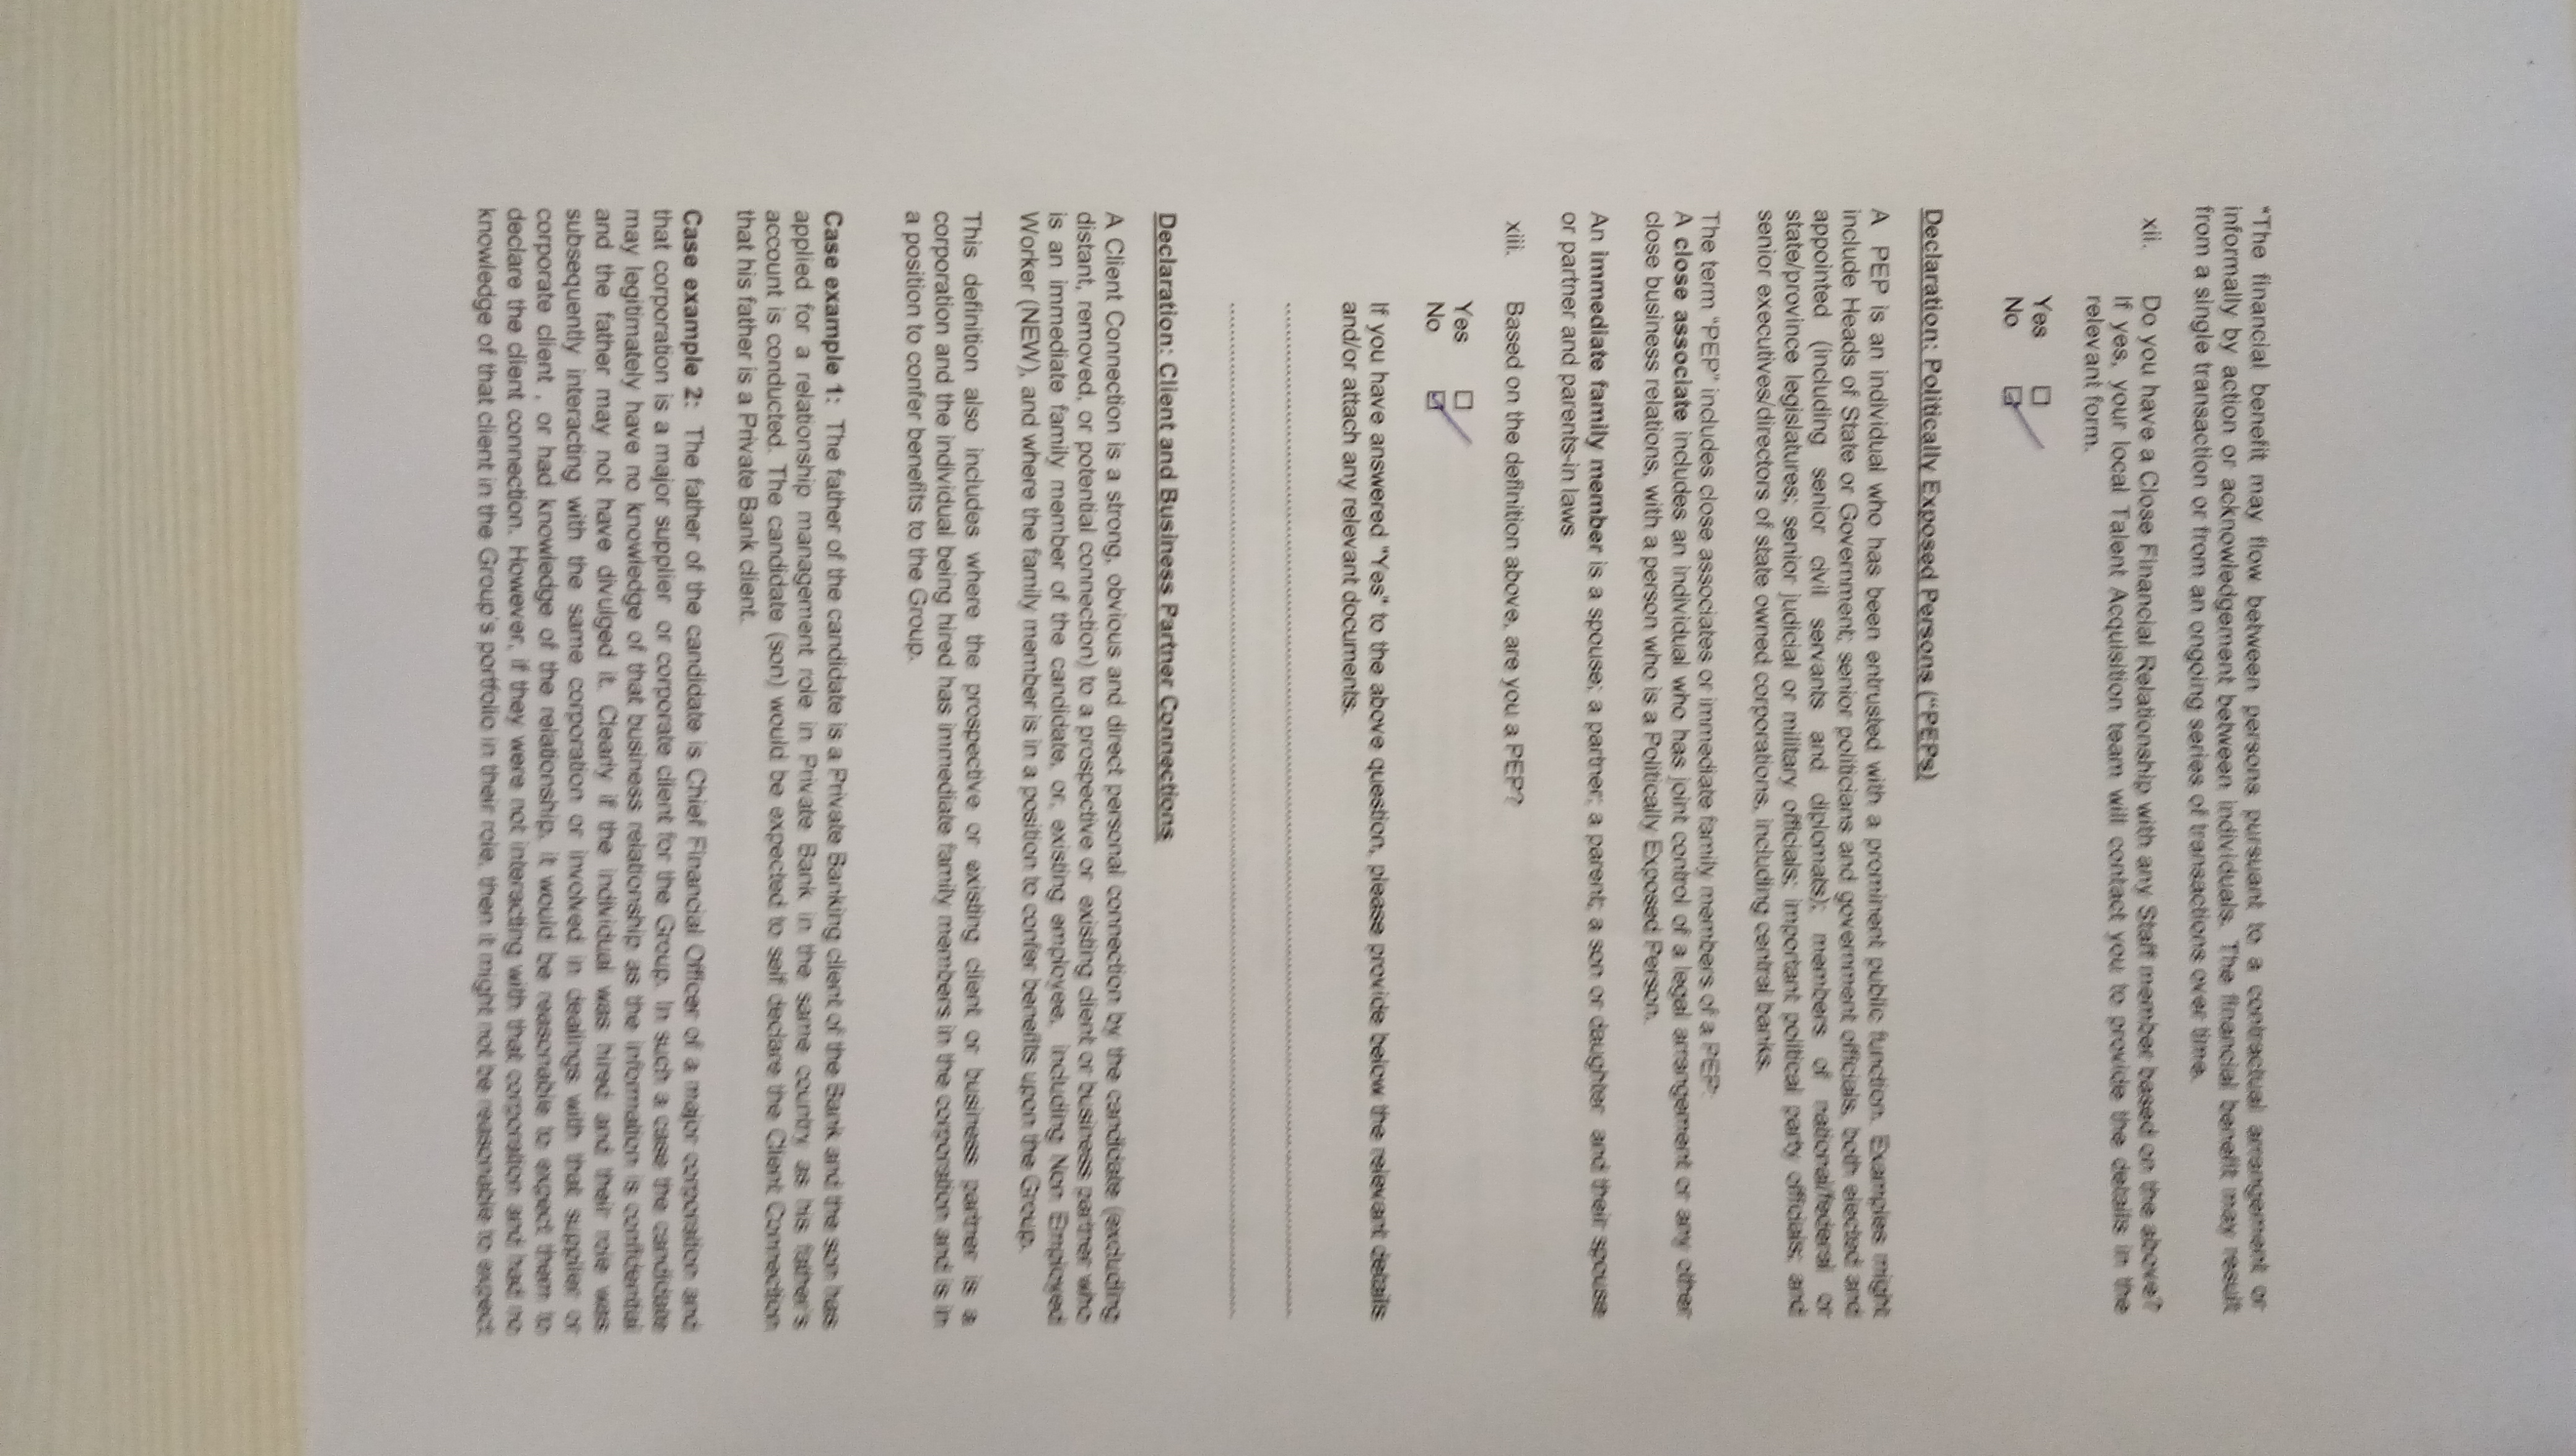 *The financial benefit may flow between persons pursuant to a contractual arrangement or
informally by action or acknowledgement between individuals. The financial benefit may result
from a single transaction or from an ongoing series of transactions over time.
xii. Do you have a Close Financial Relationship with any Staff member based on the above?
If yes, your local Talent Acquisition team will contact you to provide the details in the
relevant form.
Yes
No
Declaration: Politically Exposed Persons ("PEPs)
A PEP is an individual who has been entrusted with a prominent public function. Examples might
include Heads of State or Government; senior politicians and government officials, both elected and
appointed (including senior civil servants and diplomats); members of national/federal or
state/province legislatures; senior judicial or military officials; important political party officials; and
senior executives/directors of state owned corporations, including central banks.
The term "PEP" includes close associates or immediate family members of a PEP:
A close associate includes an individual who has joint control of a legal arrangement or any other
close business relations, with a person who is a Politically Exposed Person.
An immediate family member is a spouse; a partner; a parent; a son or daughter and their spouse
or partner and parents-in laws
xiii. Based on the definition above, are you a PEP?
Yes
No
If you have answered "Yes" to the above question, please provide below the relevant details
and/or attach any relevant documents.
Declaration: Client and Business Partner Connections
A Client Connection is a strong, obvious and direct personal connection by the candidate (excluding
distant, removed, or potential connection) to a prospective or existing client or business partner who
is an immediate family member of the candidate, or, existing employee, including Non Employed
Worker (NEW), and where the family member is in a position to confer benefits upon the Group.
This definition also includes where the prospective or existing client or business partner is a
corporation and the individual being hired has immediate family members in the corporation and is in
a position to confer benefits to the Group.
Case example 1: The father of the candidate is a Private Banking client of the Bank and the son has
applied for a relationship management role in Private Bank in the same country as his father's
account is conducted. The candidate (son) would be expected to self declare the Client Connection
that his father is a Private Bank client.
Case example 2: The father of the candidate is Chief Financial Officer of a major corporation and
that corporation is a major supplier or corporate client for the Group. In such a case the candidate
may legitimately have no knowledge of that business relationship as the information is confidential
and the father may not have divulged it. Clearly if the individual was hired and their role was
subsequently interacting with the same corporation or involved in dealings with that supplier or
corporate client , or had knowledge of the relationship, it would be reasonable to expect them to
declare the client connection. However, if they were not interacting with that corporation and had no
knowledge of that client in the Group's portfolio in their role, then it might not be reasonable to expect